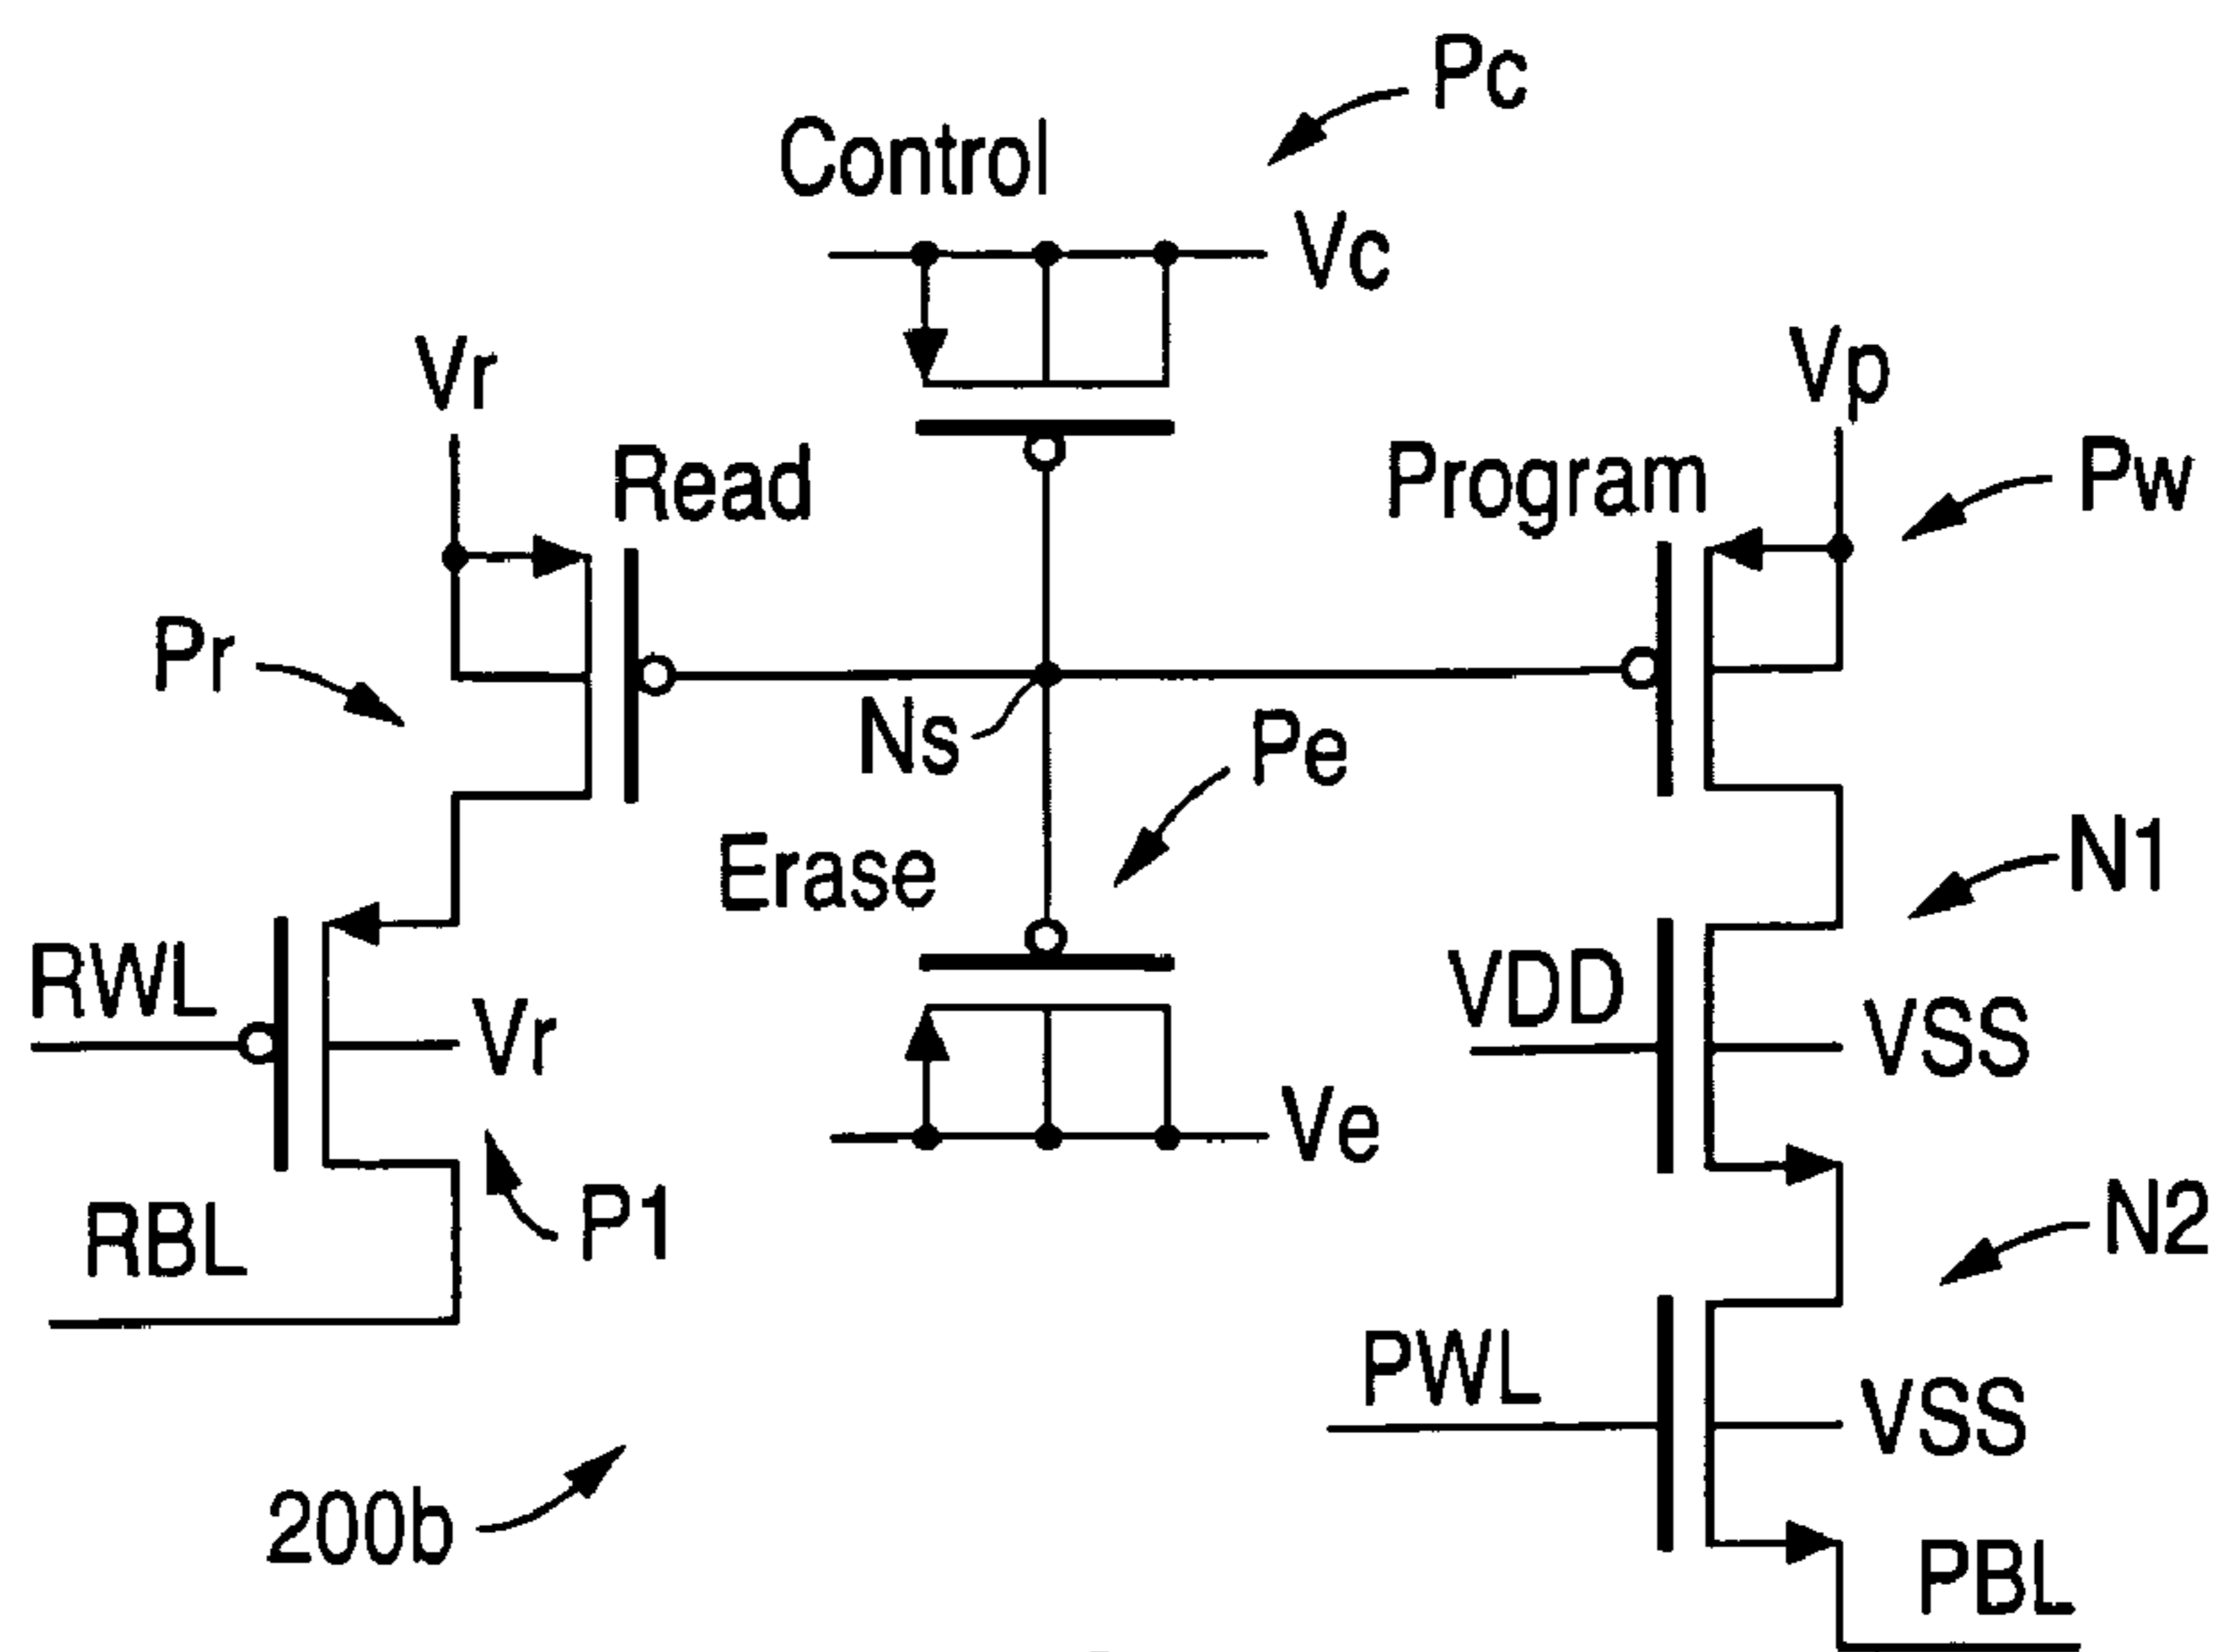 Pc
Control
Vc
Vr
Vp
Read
Program
Pw
Pr
Ns
Pe
Erase
N1
RWL
Vr
VDD
VSS
Ve
RBL
P1
N2
PWL
VSS
200b
PBL